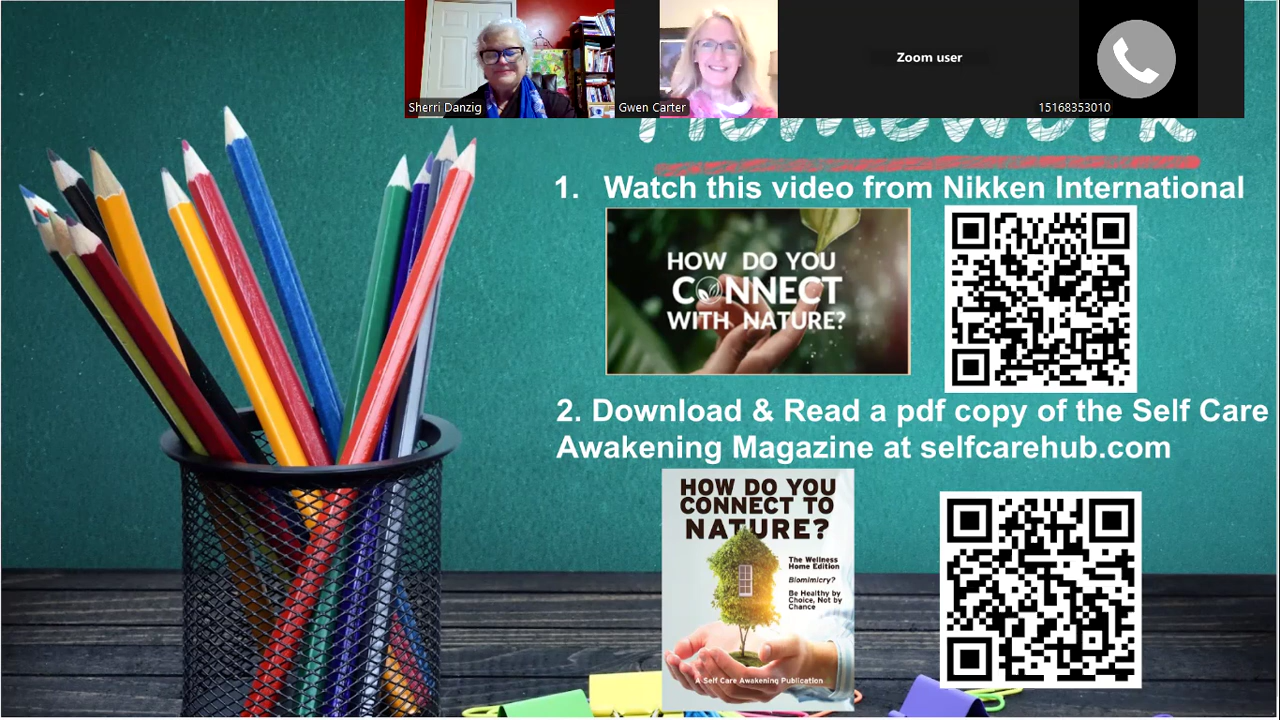 Sherri Danzig
Gwen Carter
Zoom user
15168353010
Homework
1. Watch this video from Nikken International
HOW DO YOU
CONNECT
WITH NATURE?
2. Download & Read a pdf copy of the Self Care
Awakening Magazine at selfcarehub.com
HOW DO YOU
CONNECT TO
NATURE?
The Wellness
Home Edition
Biomimicry?
Be Healthy by
Choice, Not by
Chance
A Self Care Awakening Publication